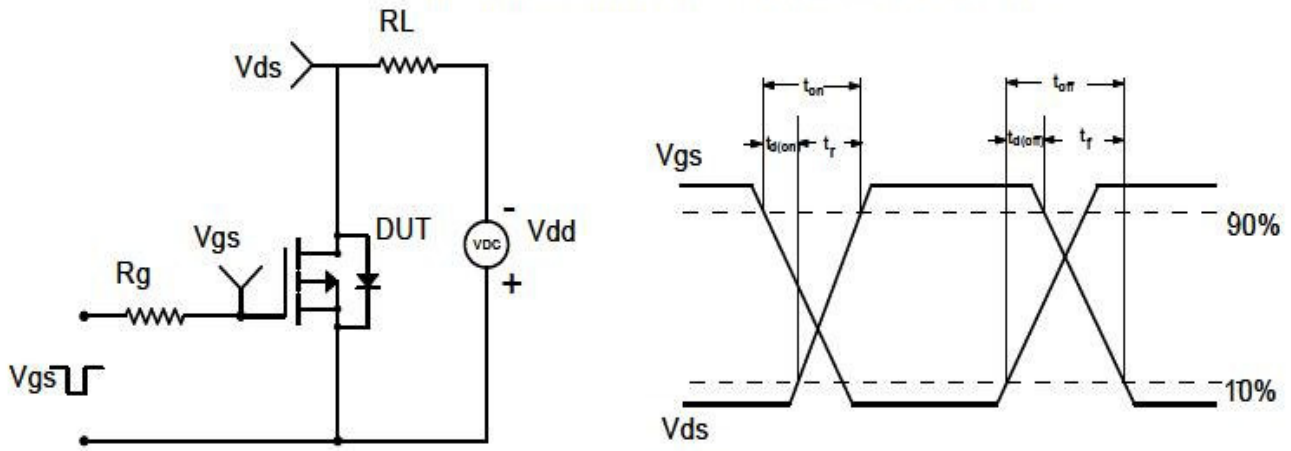 RL
Vds
Vgs
DUT
Rg
VDC
-
+
Vdd
Vgs
ton
toff
td(on)
tr
td(off)
tf
Vgs
90%
10%
Vds